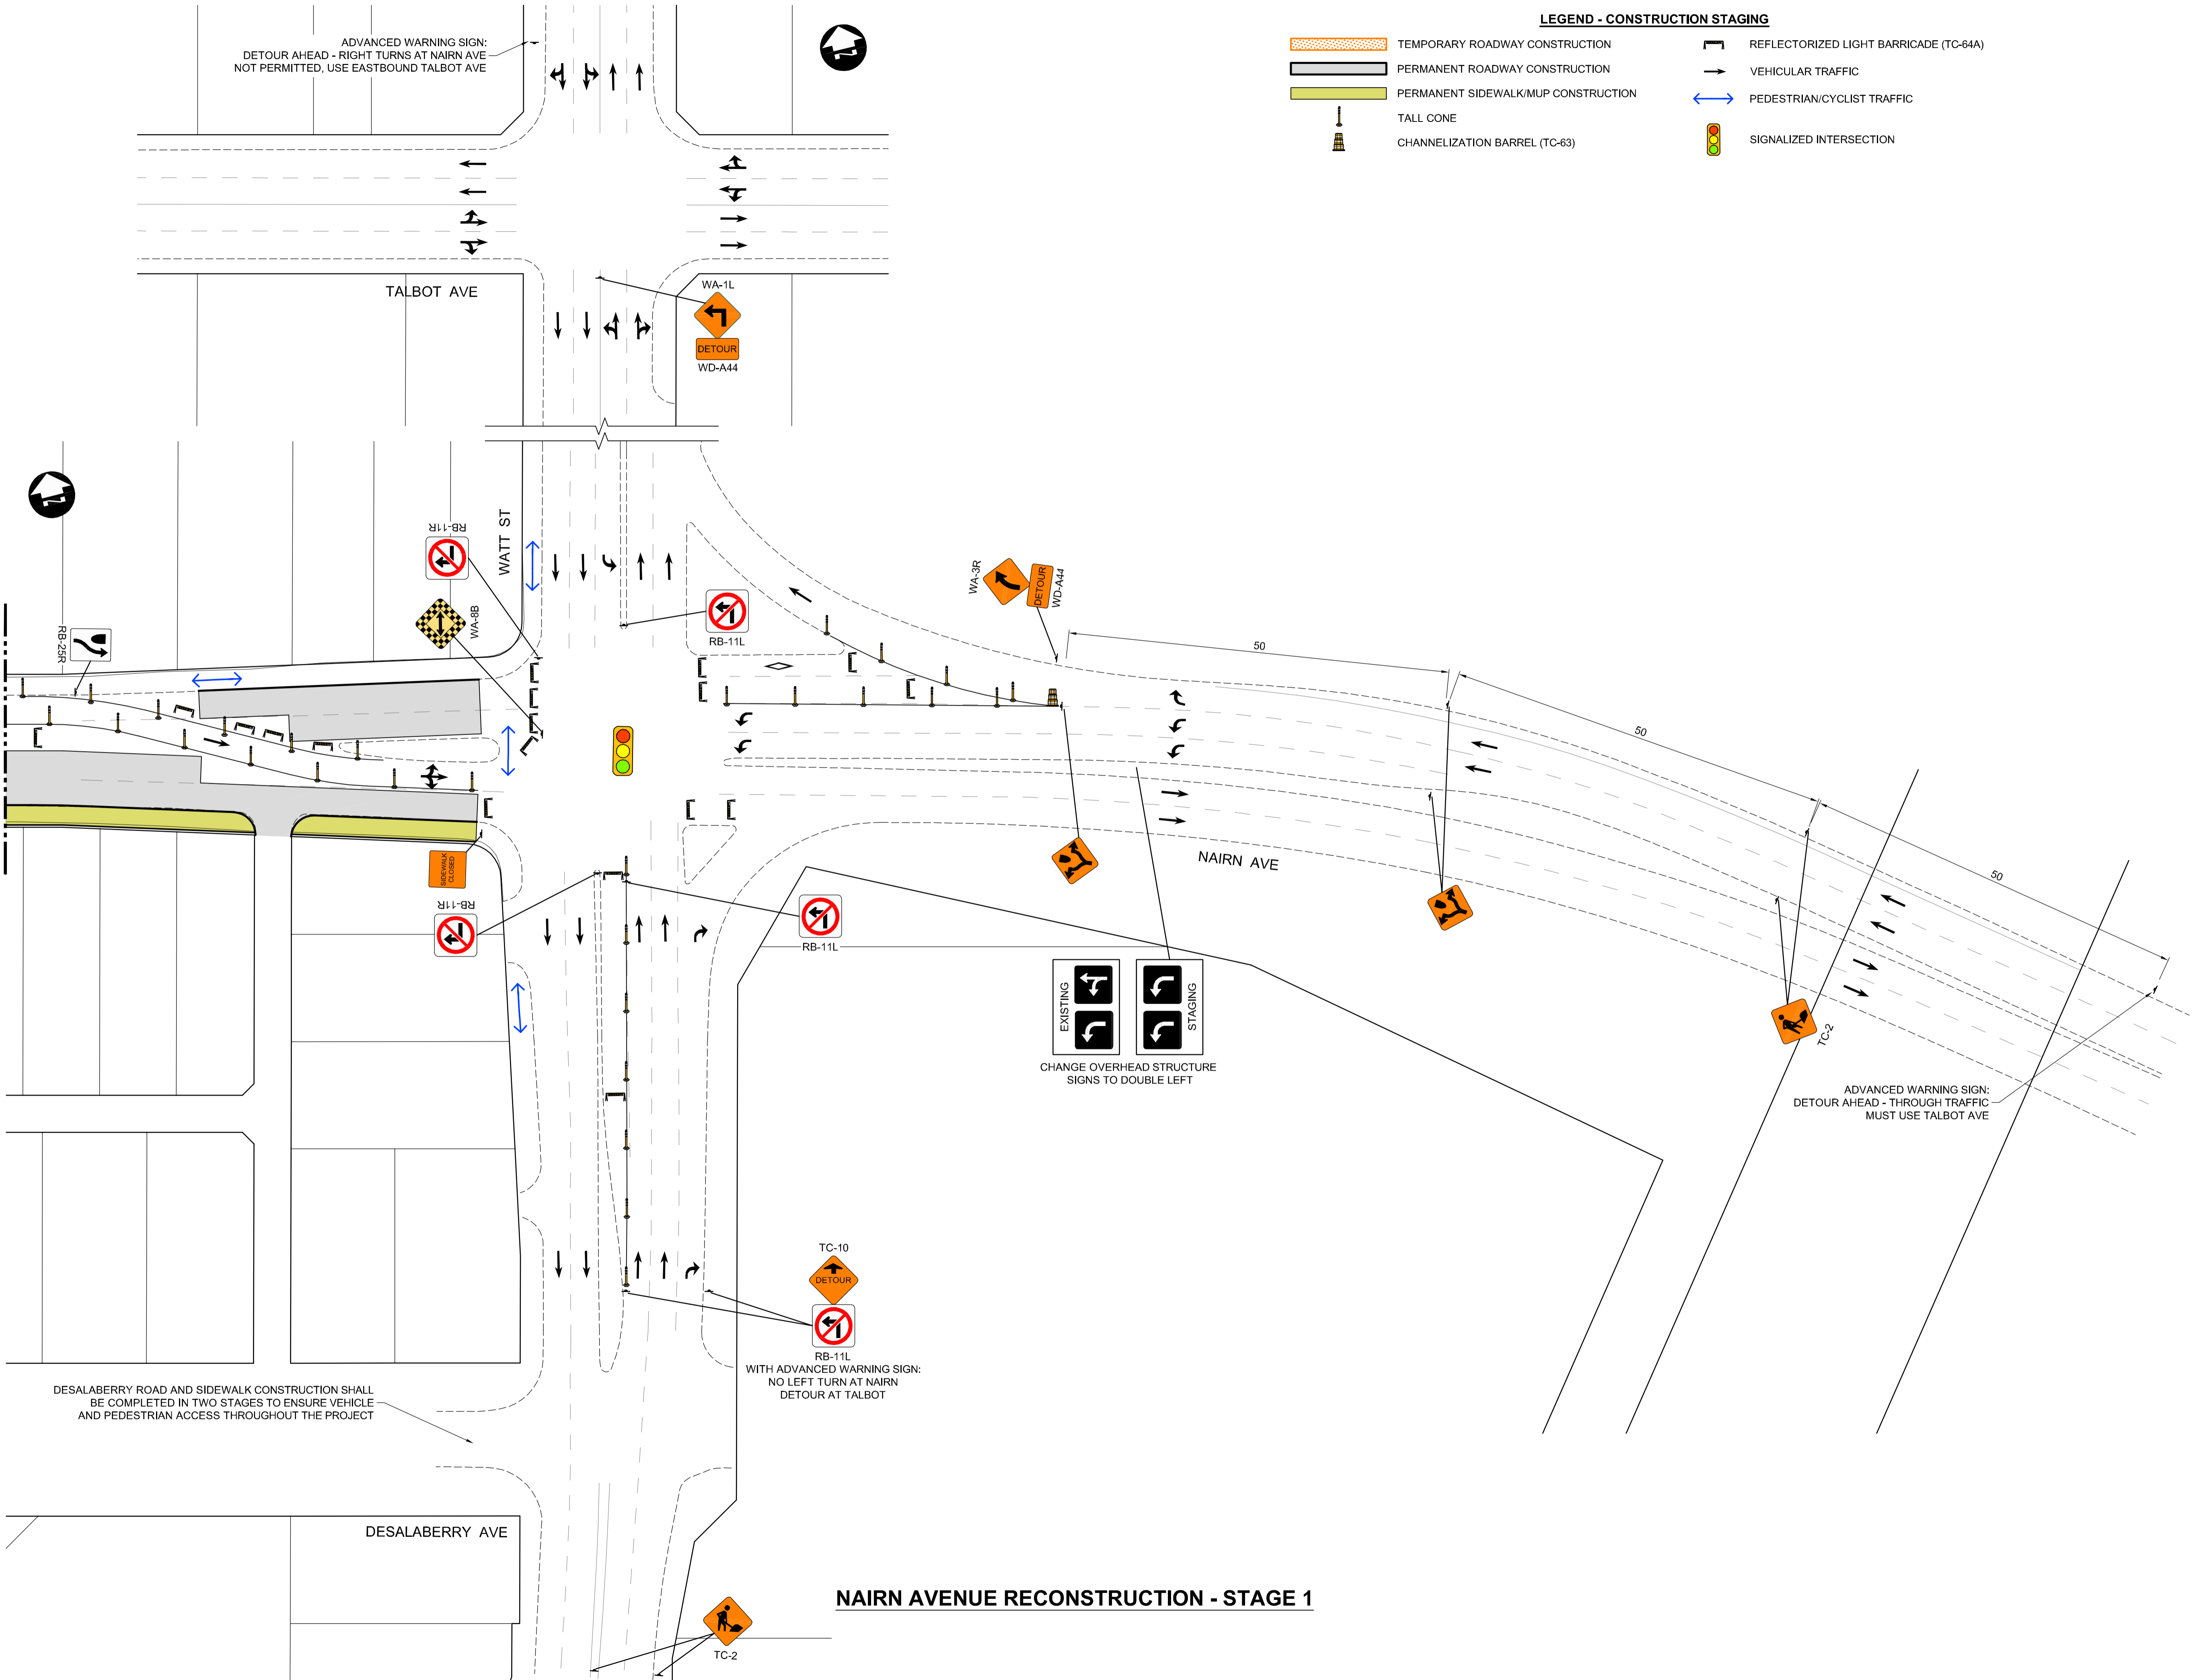 LEGEND - CONSTRUCTION STAGING
TEMPORARY ROADWAY CONSTRUCTION
PERMANENT ROADWAY CONSTRUCTION
PERMANENT SIDEWALK/MUP CONSTRUCTION
TALL CONE
CHANNELIZATION BARREL (TC-63)
REFLECTORIZED LIGHT BARRICADE (TC-64A)
VEHICULAR TRAFFIC
PEDESTRIAN/CYCLIST TRAFFIC
SIGNALIZED INTERSECTION
ADVANCED WARNING SIGN:
DETOUR AHEAD - RIGHT TURNS AT NAIRN AVE
NOT PERMITTED, USE EASTBOUND TALBOT AVE
TALBOT AVE
WA-1L
DETOUR
WD-A44
WATT ST
RB-11R
WA-8B
RB-25R
RB-11L
WA-3R
DETOUR
WD-A44
50
50
50
SIDEWALK
CLOSED
RB-11R
RB-11L
NAIRN AVE
EXISTING
STAGING
CHANGE OVERHEAD STRUCTURE
SIGNS TO DOUBLE LEFT
TC-2
ADVANCED WARNING SIGN:
DETOUR AHEAD - THROUGH TRAFFIC
MUST USE TALBOT AVE
TC-10
DETOUR
RB-11L
WITH ADVANCED WARNING SIGN:
NO LEFT TURN AT NAIRN
DETOUR AT TALBOT
DESALABERRY ROAD AND SIDEWALK CONSTRUCTION SHALL
BE COMPLETED IN TWO STAGES TO ENSURE VEHICLE
AND PEDESTRIAN ACCESS THROUGHOUT THE PROJECT
DESALABERRY AVE
TC-2
NAIRN AVENUE RECONSTRUCTION - STAGE 1